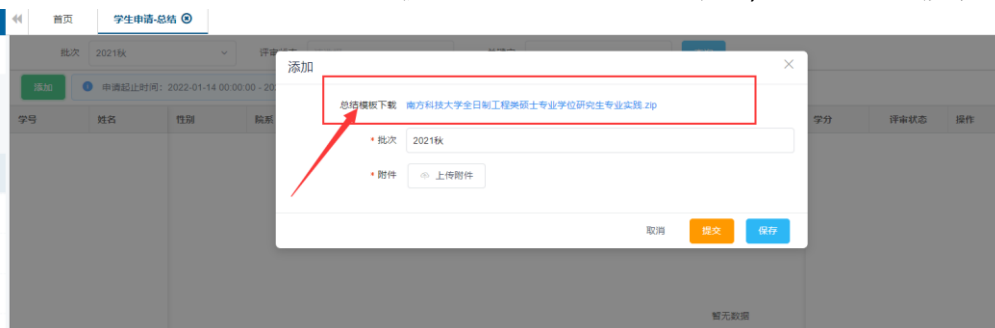 首页 学生申请-总结
批次 2021秋
添加
添加 申请起止时间：2022-01-14 00:00:00 - 20
总结模板下载 南方科技大学全日制工程类硕士专业学位研究生专业实践.zip
学号 姓名 性别 院系 学分 评审状态 操作
* 批次 2021秋
* 附件 上传附件
取消 提交 保存
暂无数据